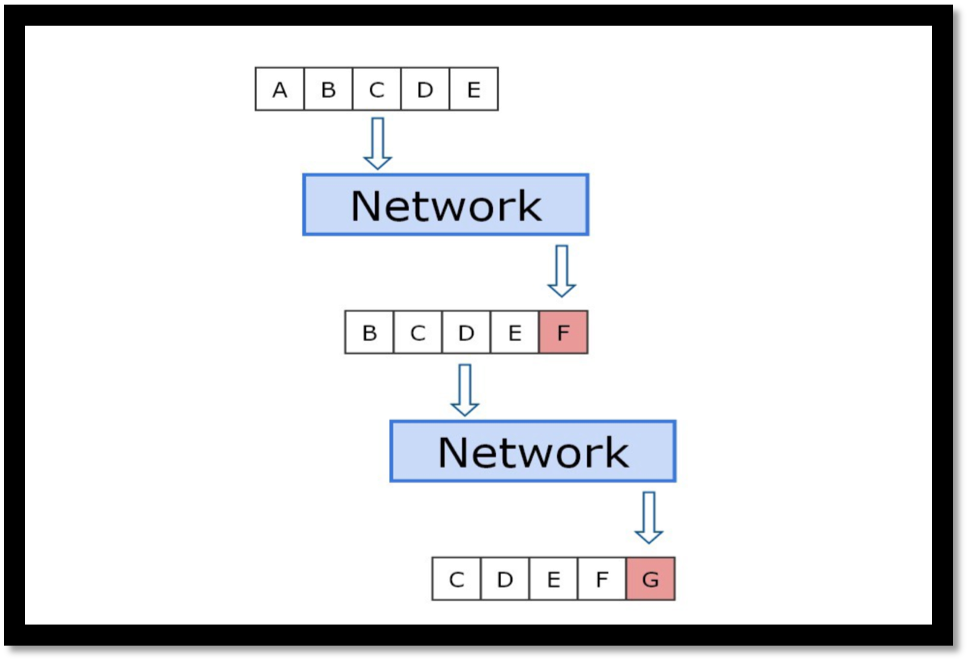 A B C D E
Network
B C D E F
Network
C D E F G